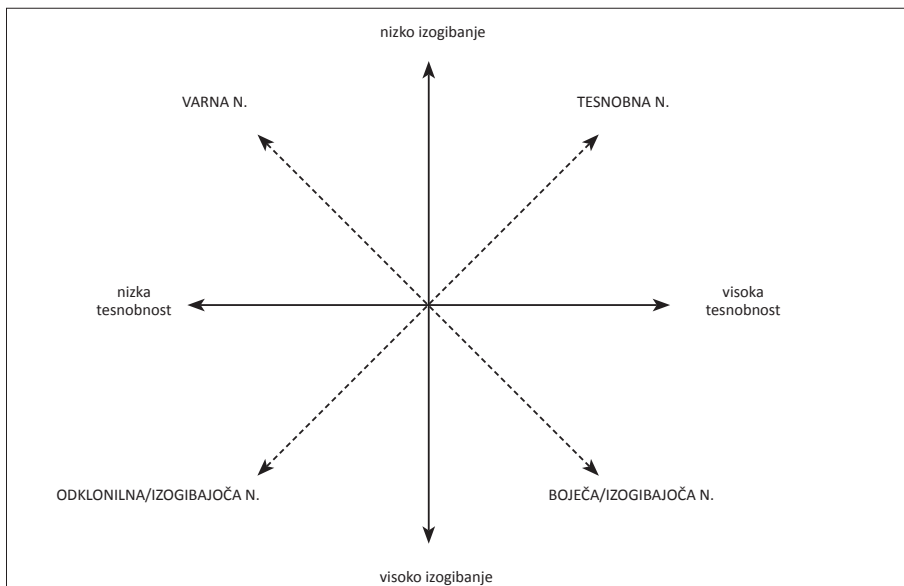 nizko izogibanje
VARNA N.
TESNOBNA N.
nizka
tesnobnost
visoka
tesnobnost
ODKLONILNA/IZOGIBAJOČA N.
BOJEČA/IZOGIBAJOČA N.
visoko izogibanje